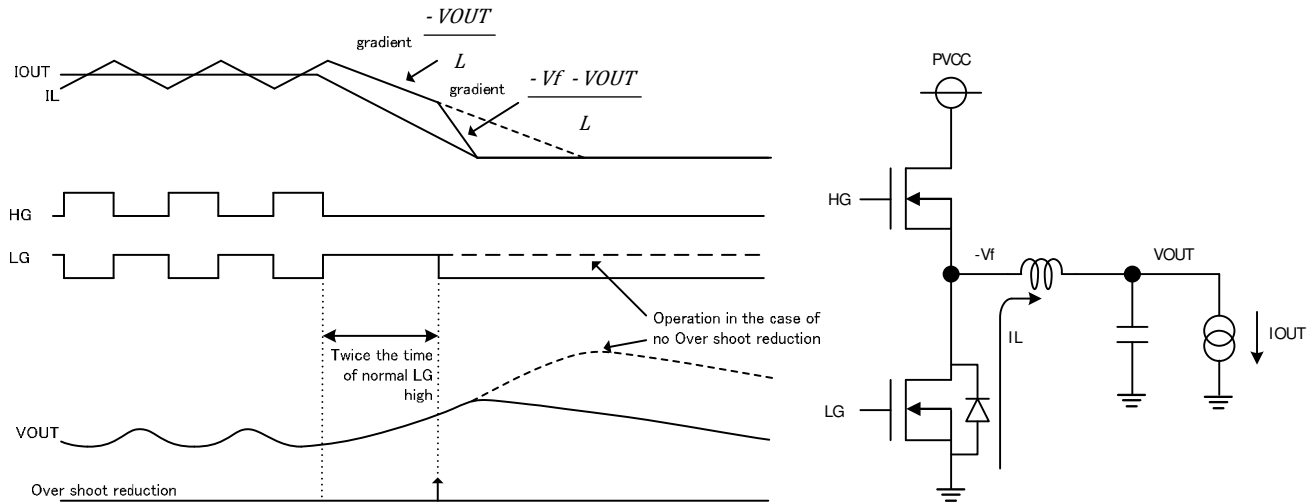 gradient
- VOUT
L
gradient
- Vf - VOUT
L
IOUT
IL
HG
LG
Operation in the case of
no Over shoot reduction
Twice the time
of normal LG
high
VOUT
Over shoot reduction
PVCC
HG
-Vf
VOUT
IL
IOUT
LG